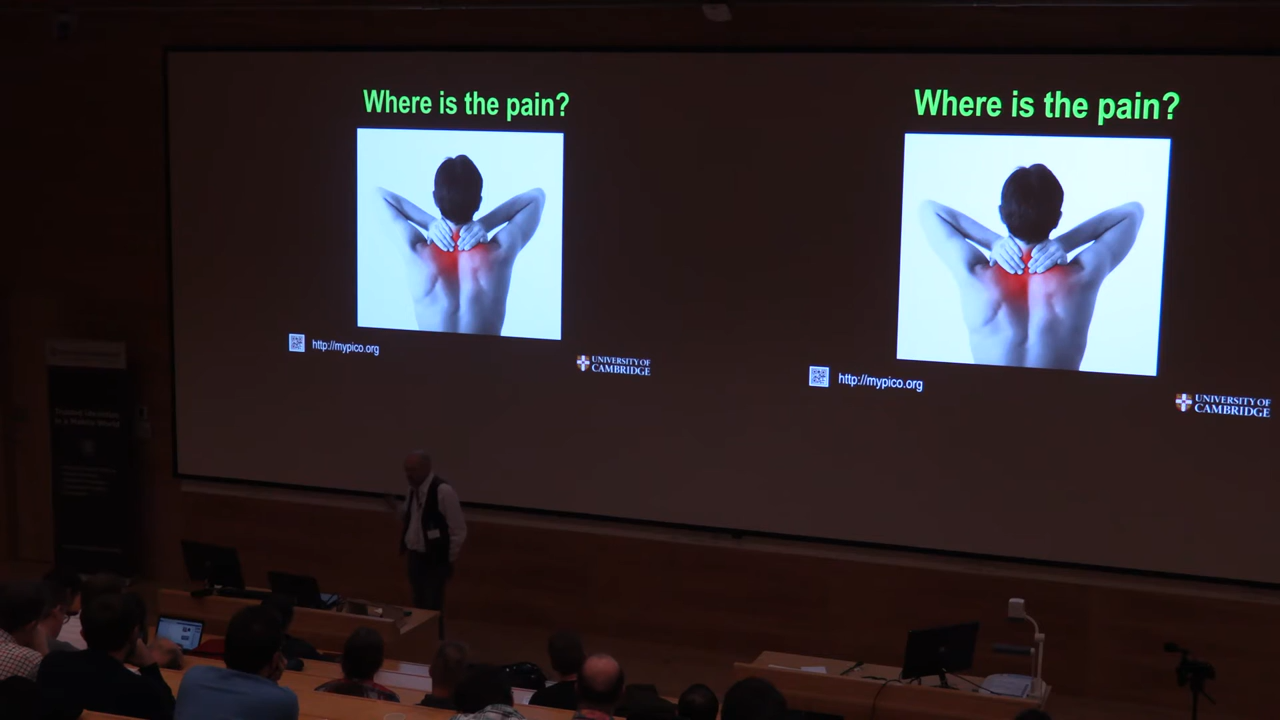 Where is the pain?
http://mypico.org
UNIVERSITY OF
CAMBRIDGE
Where is the pain?
http://mypico.org
UNIVERSITY OF
CAMBRIDGE